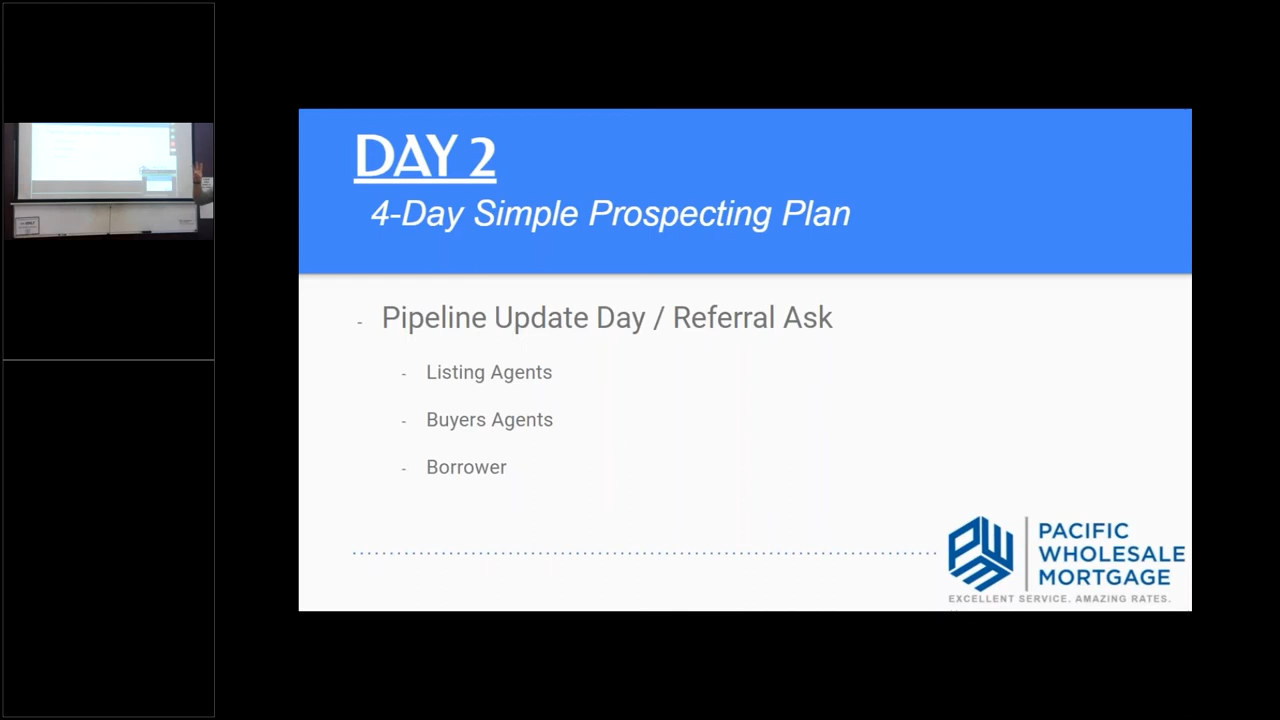 DAY 2
4-Day Simple Prospecting Plan
- Pipeline Update Day / Referral Ask
- Listing Agents
- Buyers Agents
- Borrower
PACIFIC
WHOLESALE
MORTGAGE
EXCELLENT SERVICE. AMAZING RATES.